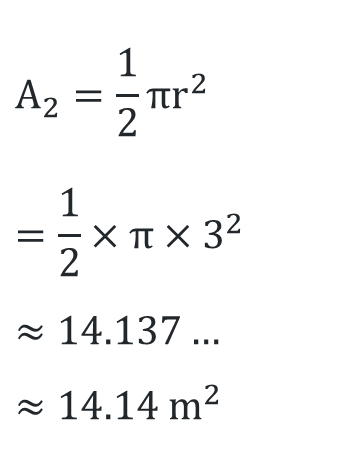 A₂ = 1/2 πr²
= 1/2 × π × 3²
≈ 14.137 ...
≈ 14.14 m²